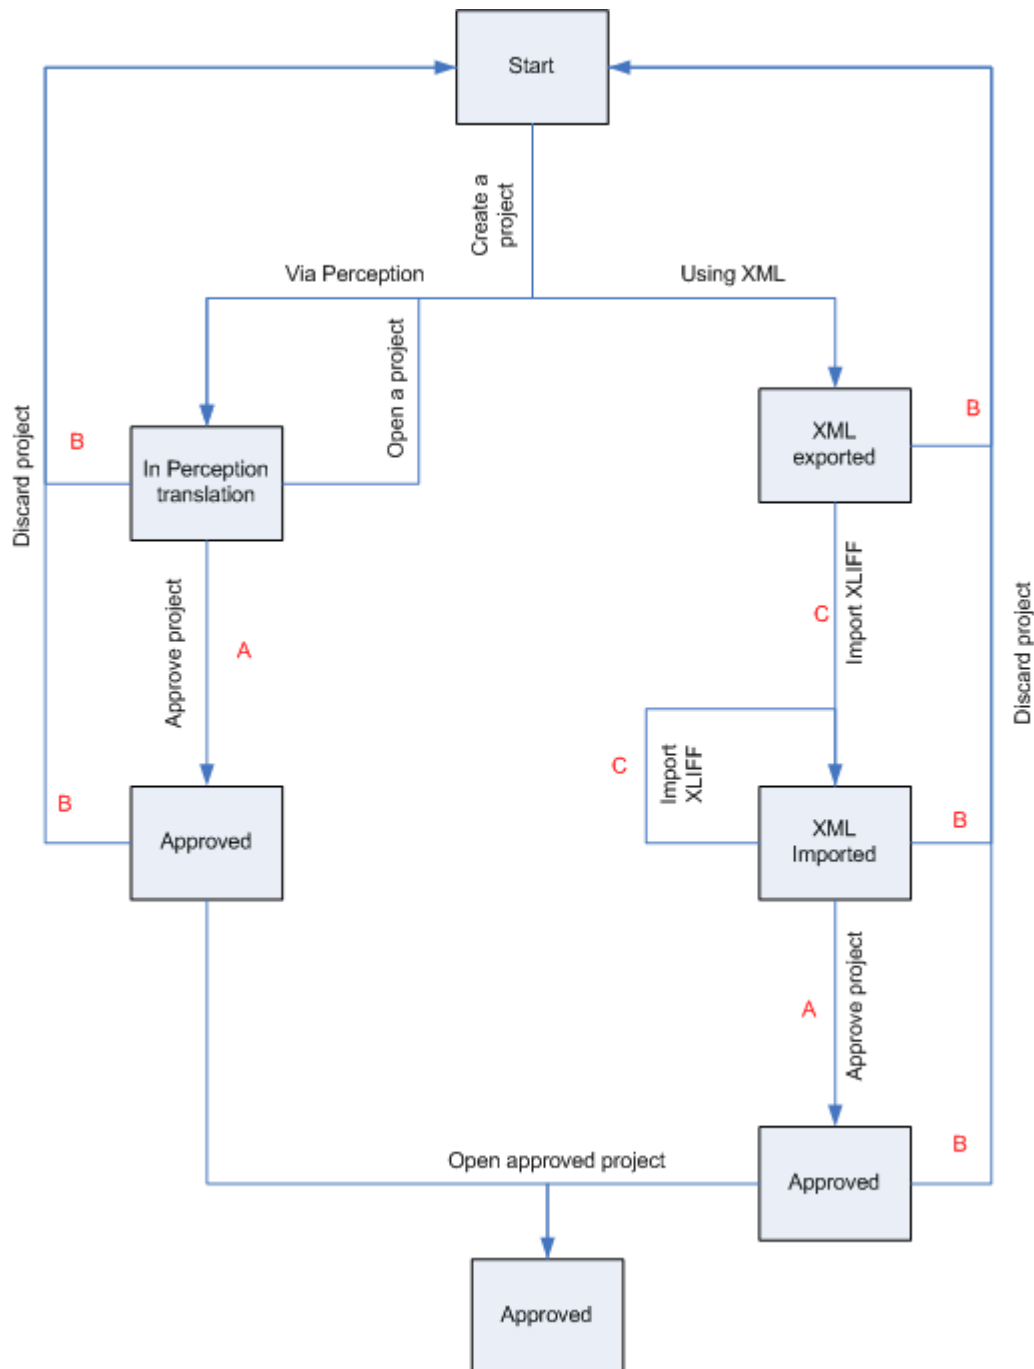 Start
Create a
project
Via Perception
Using XML
Open a project
B
B
XML
exported
In Perception
translation
Discard project
Import XLIFF
C
Approve project
A
Discard project
C
Import
XLIFF
B
Approved
XML
Imported
B
Approve project
A
B
Open approved project
Approved
Approved